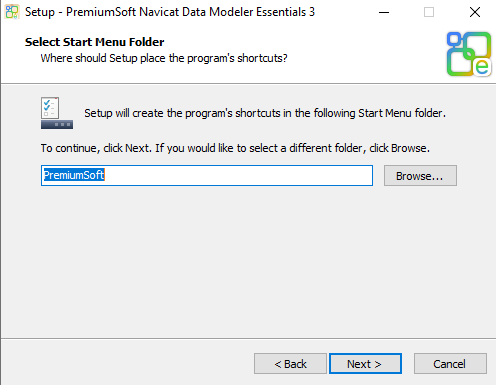 Setup - PremiumSoft Navicat Data Modeler Essentials 3
Select Start Menu Folder
Where should Setup place the program's shortcuts?
e
Setup will create the program's shortcuts in the following Start Menu folder.
To continue, click Next. If you would like to select a different folder, click Browse.
PremiumSoft
Browse...
< Back
Next >
Cancel